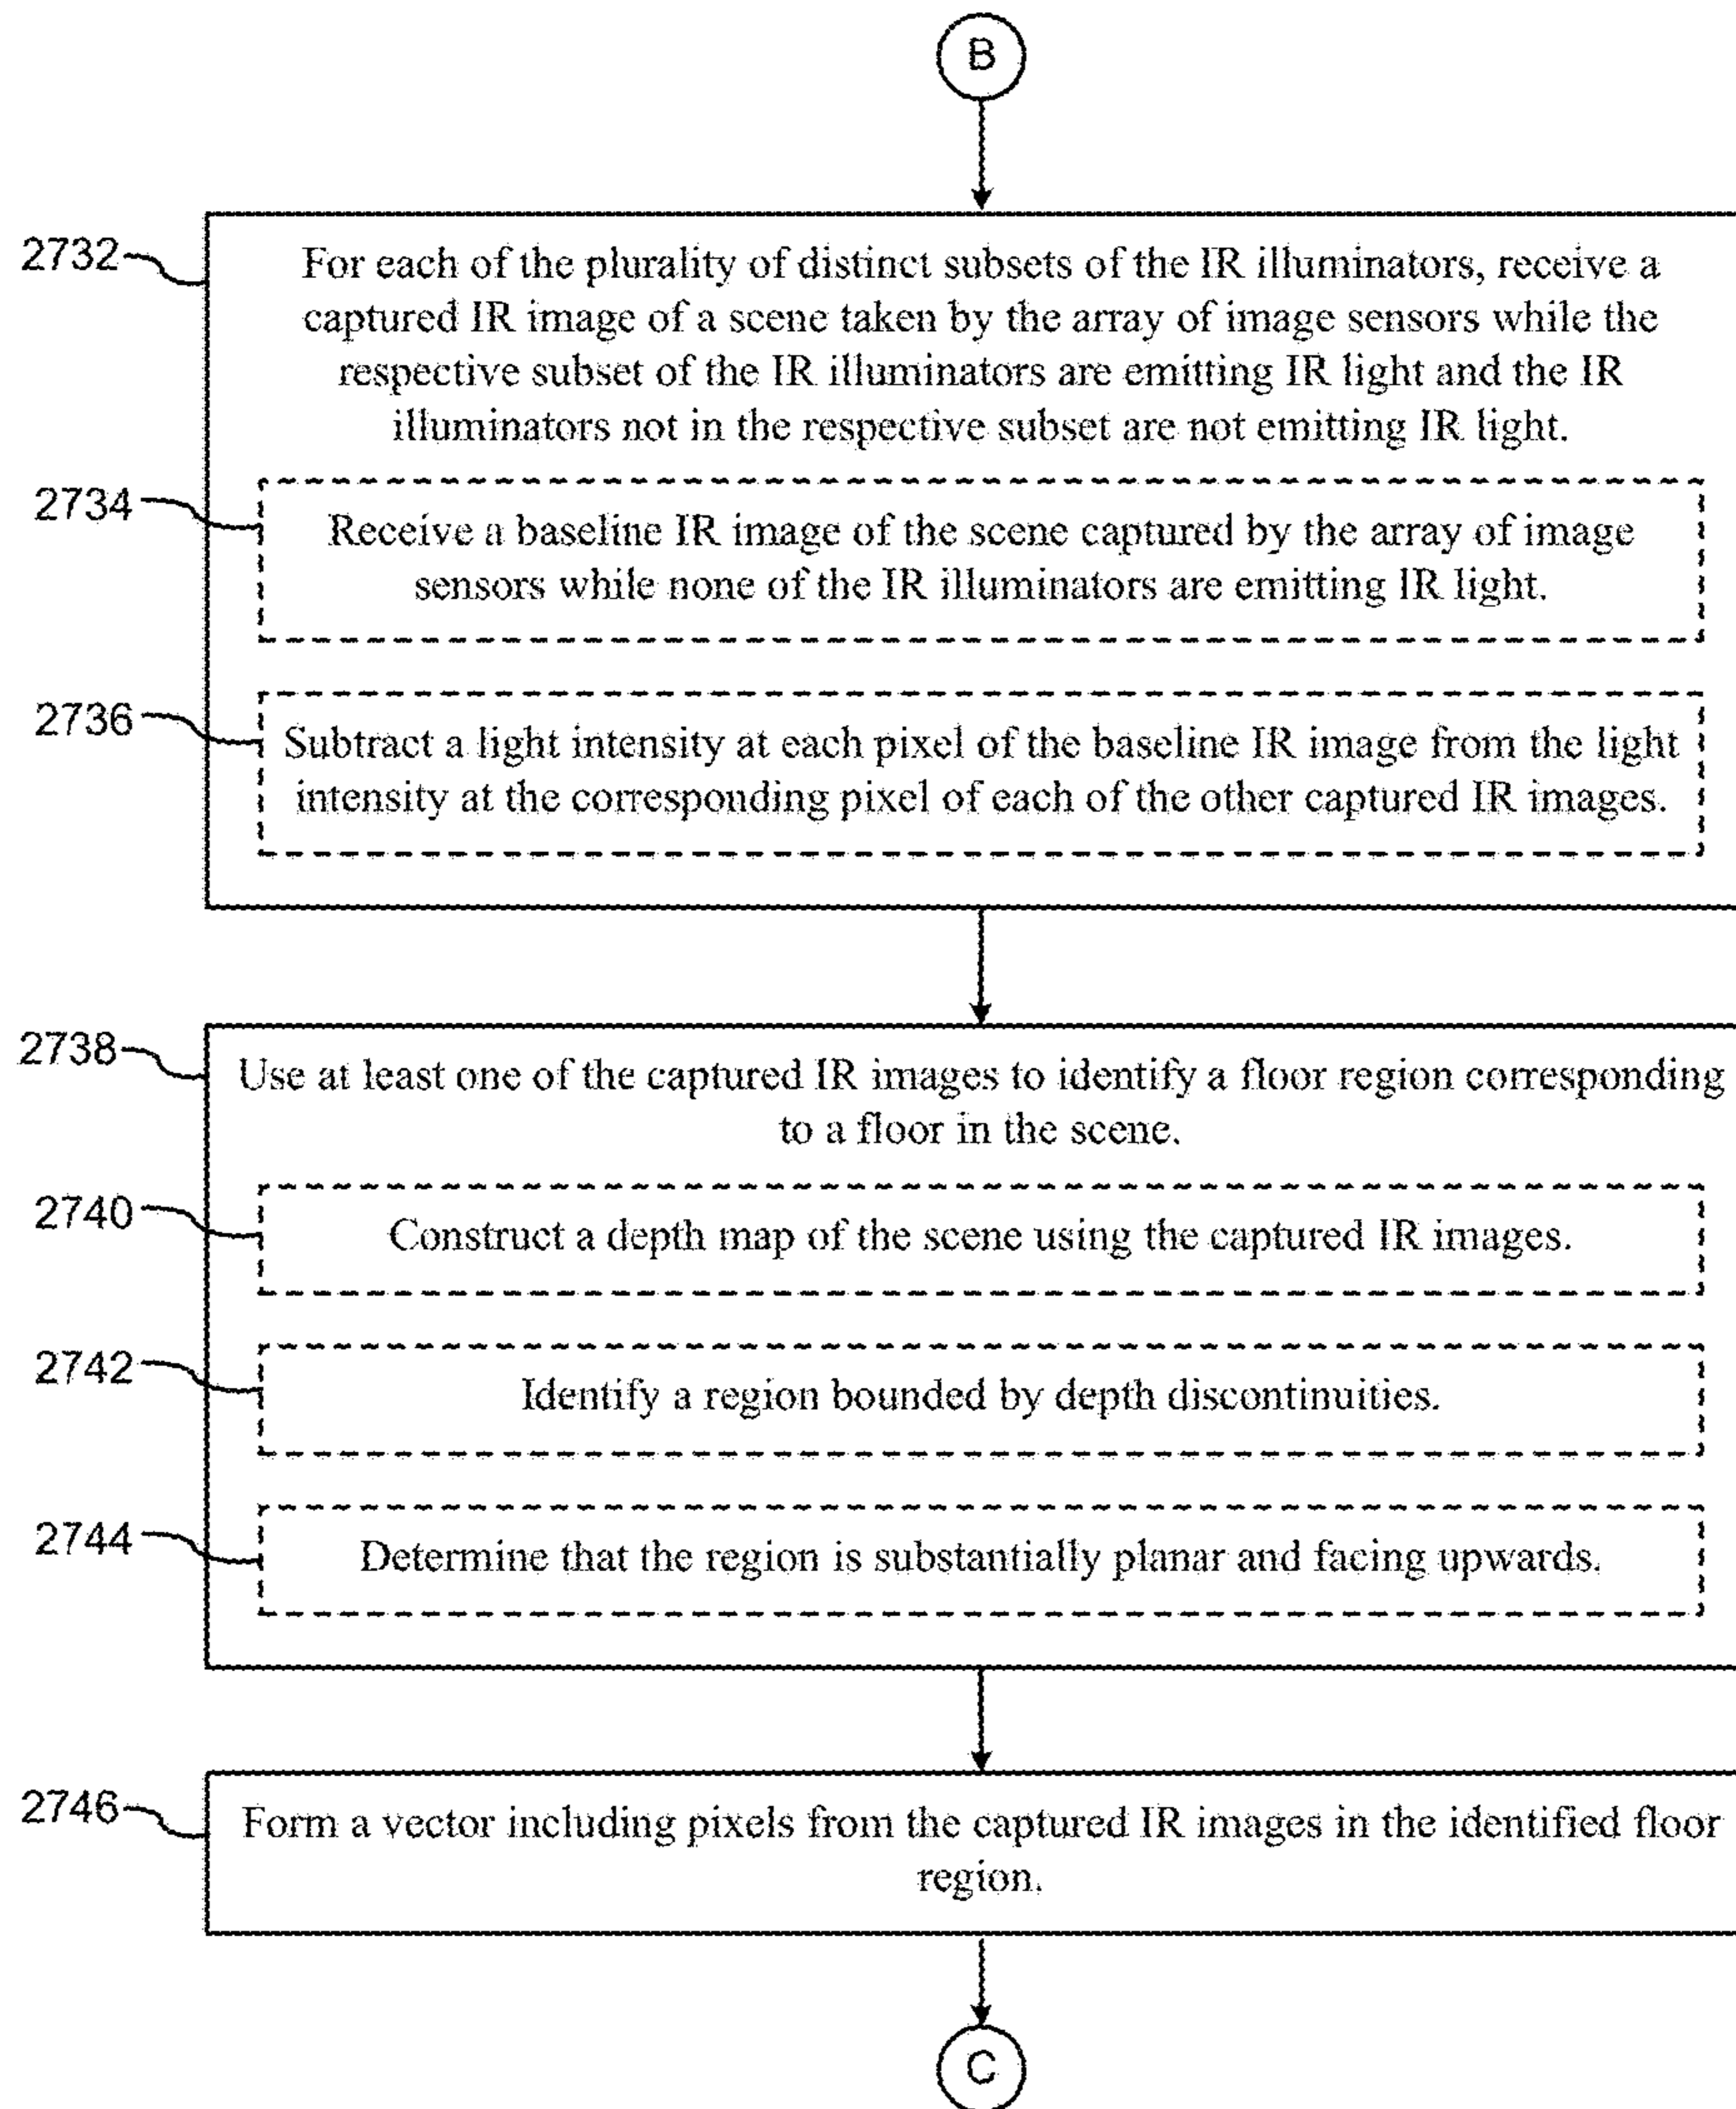 B
2732
For each of the plurality of distinct subsets of the IR illuminators, receive a
captured IR image of a scene taken by the array of image sensors while the
respective subset of the IR illuminators are emitting IR light and the IR
illuminators not in the respective subset are not emitting IR light.
2734
Receive a baseline IR image of the scene captured by the array of image
sensors while none of the IR illuminators are emitting IR light.
2736
Subtract a light intensity at each pixel of the baseline IR image from the light
intensity at the corresponding pixel of each of the other captured IR images.
2738
Use at least one of the captured IR images to identify a floor region corresponding
to a floor in the scene.
2740
Construct a depth map of the scene using the captured IR images.
2742
Identify a region bounded by depth discontinuities.
2744
Determine that the region is substantially planar and facing upwards.
2746
Form a vector including pixels from the captured IR images in the identified floor
region.
C